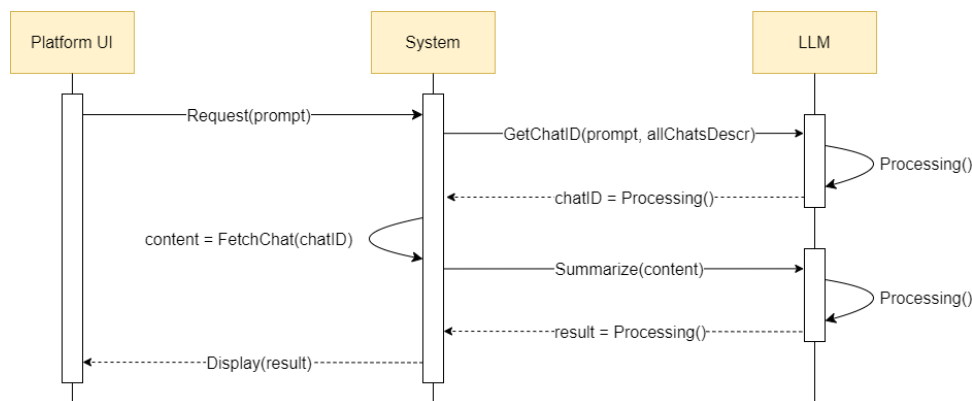 Platform UI
System
LLM
Request(prompt)
GetChatID(prompt, allChatsDescr)
Processing()
chatID = Processing()
content = FetchChat(chatID)
Summarize(content)
Processing()
result = Processing()
Display(result)